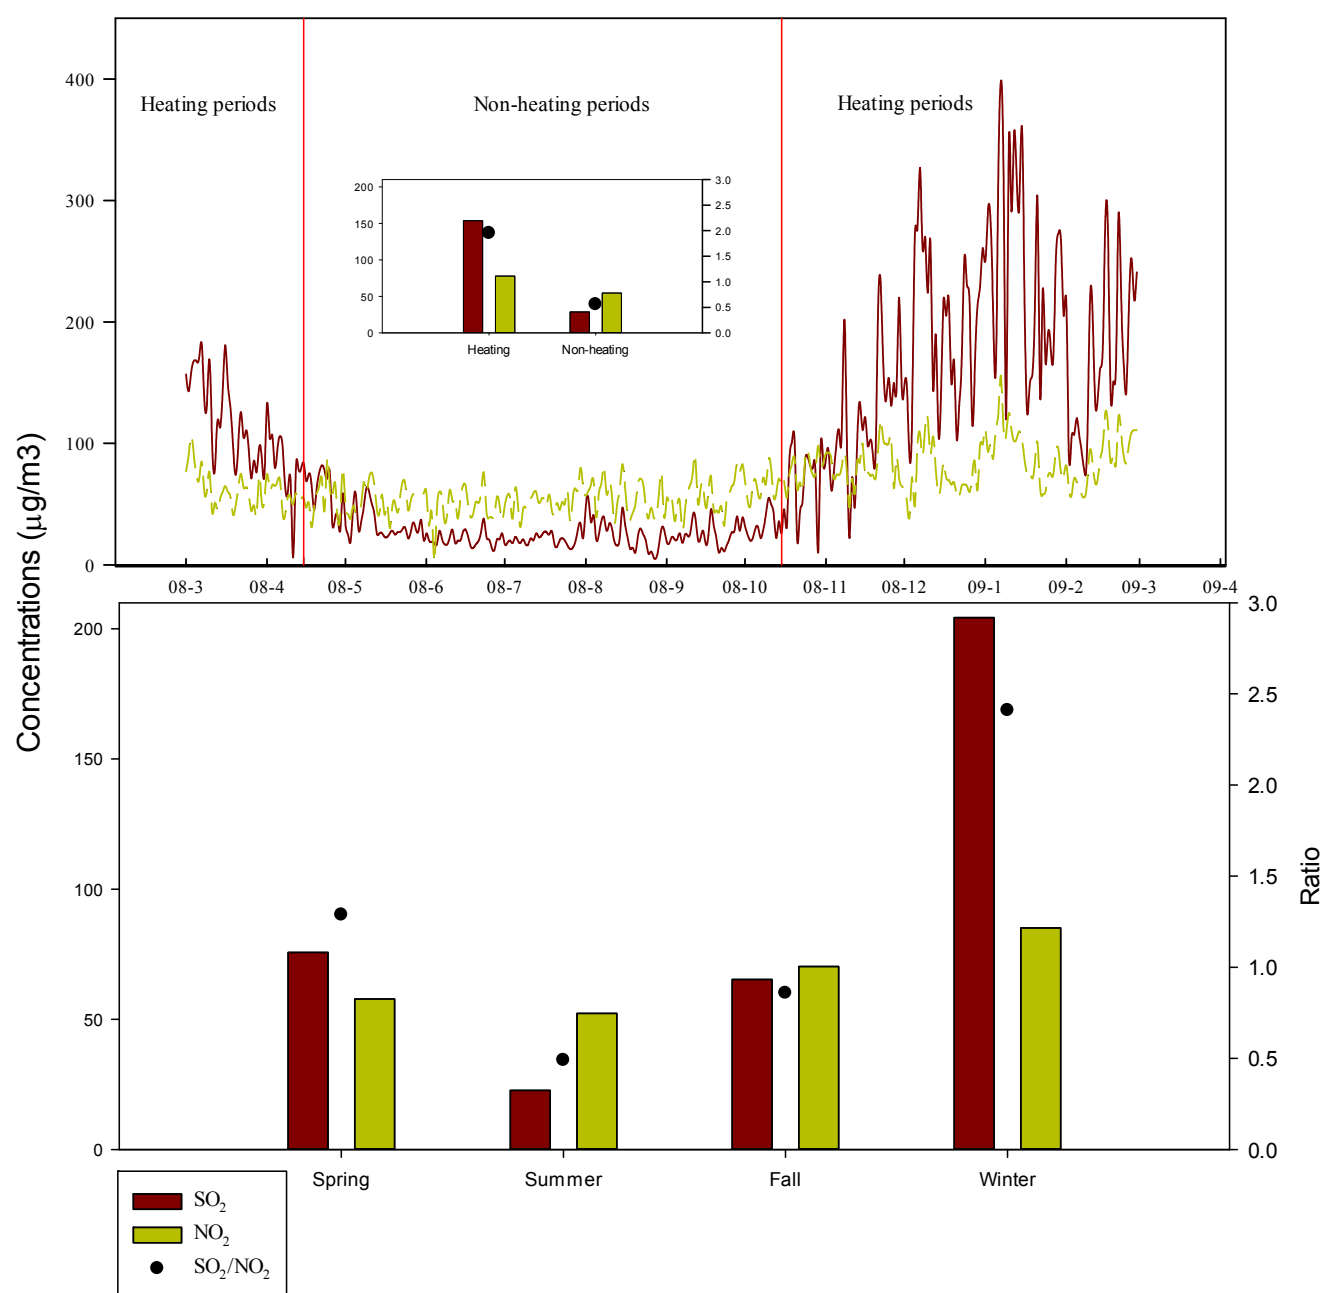 400
300
200
100
0
Heating periods
Non-heating periods
Heating periods
200
150
100
50
0
3.0
2.5
2.0
1.5
1.0
0.5
0.0
Heating
Non-heating
08-3 08-4 08-5 08-6 08-7 08-8 08-9 08-10 08-11 08-12 09-1 09-2 09-3 09-4
Concentrations (μg/m3)
200
150
100
50
0
3.0
2.5
2.0
1.5
1.0
0.5
0.0
Ratio
Spring Summer Fall Winter
SO₂
NO₂
SO₂/NO₂